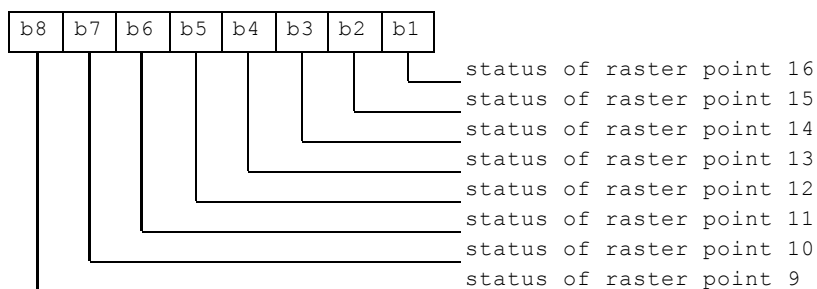 b8 b7 b6 b5 b4 b3 b2 b1
status of raster point 16
status of raster point 15
status of raster point 14
status of raster point 13
status of raster point 12
status of raster point 11
status of raster point 10
status of raster point 9